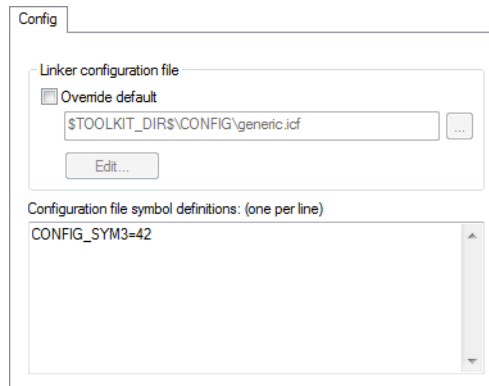 Config
Linker configuration file
Override default
$TOOLKIT_DIR$\CONFIG\generic.icf
...
Edit...
Configuration file symbol definitions: (one per line)
CONFIG_SYM3=42